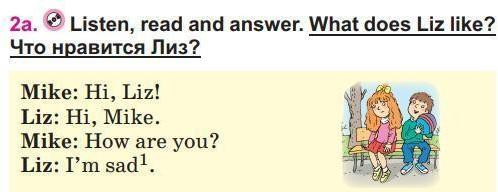 2a. Listen, read and answer. What does Liz like?
Что нравится Лиз?
Mike: Hi, Liz!
Liz: Hi, Mike.
Mike: How are you?
Liz: I'm sad¹.